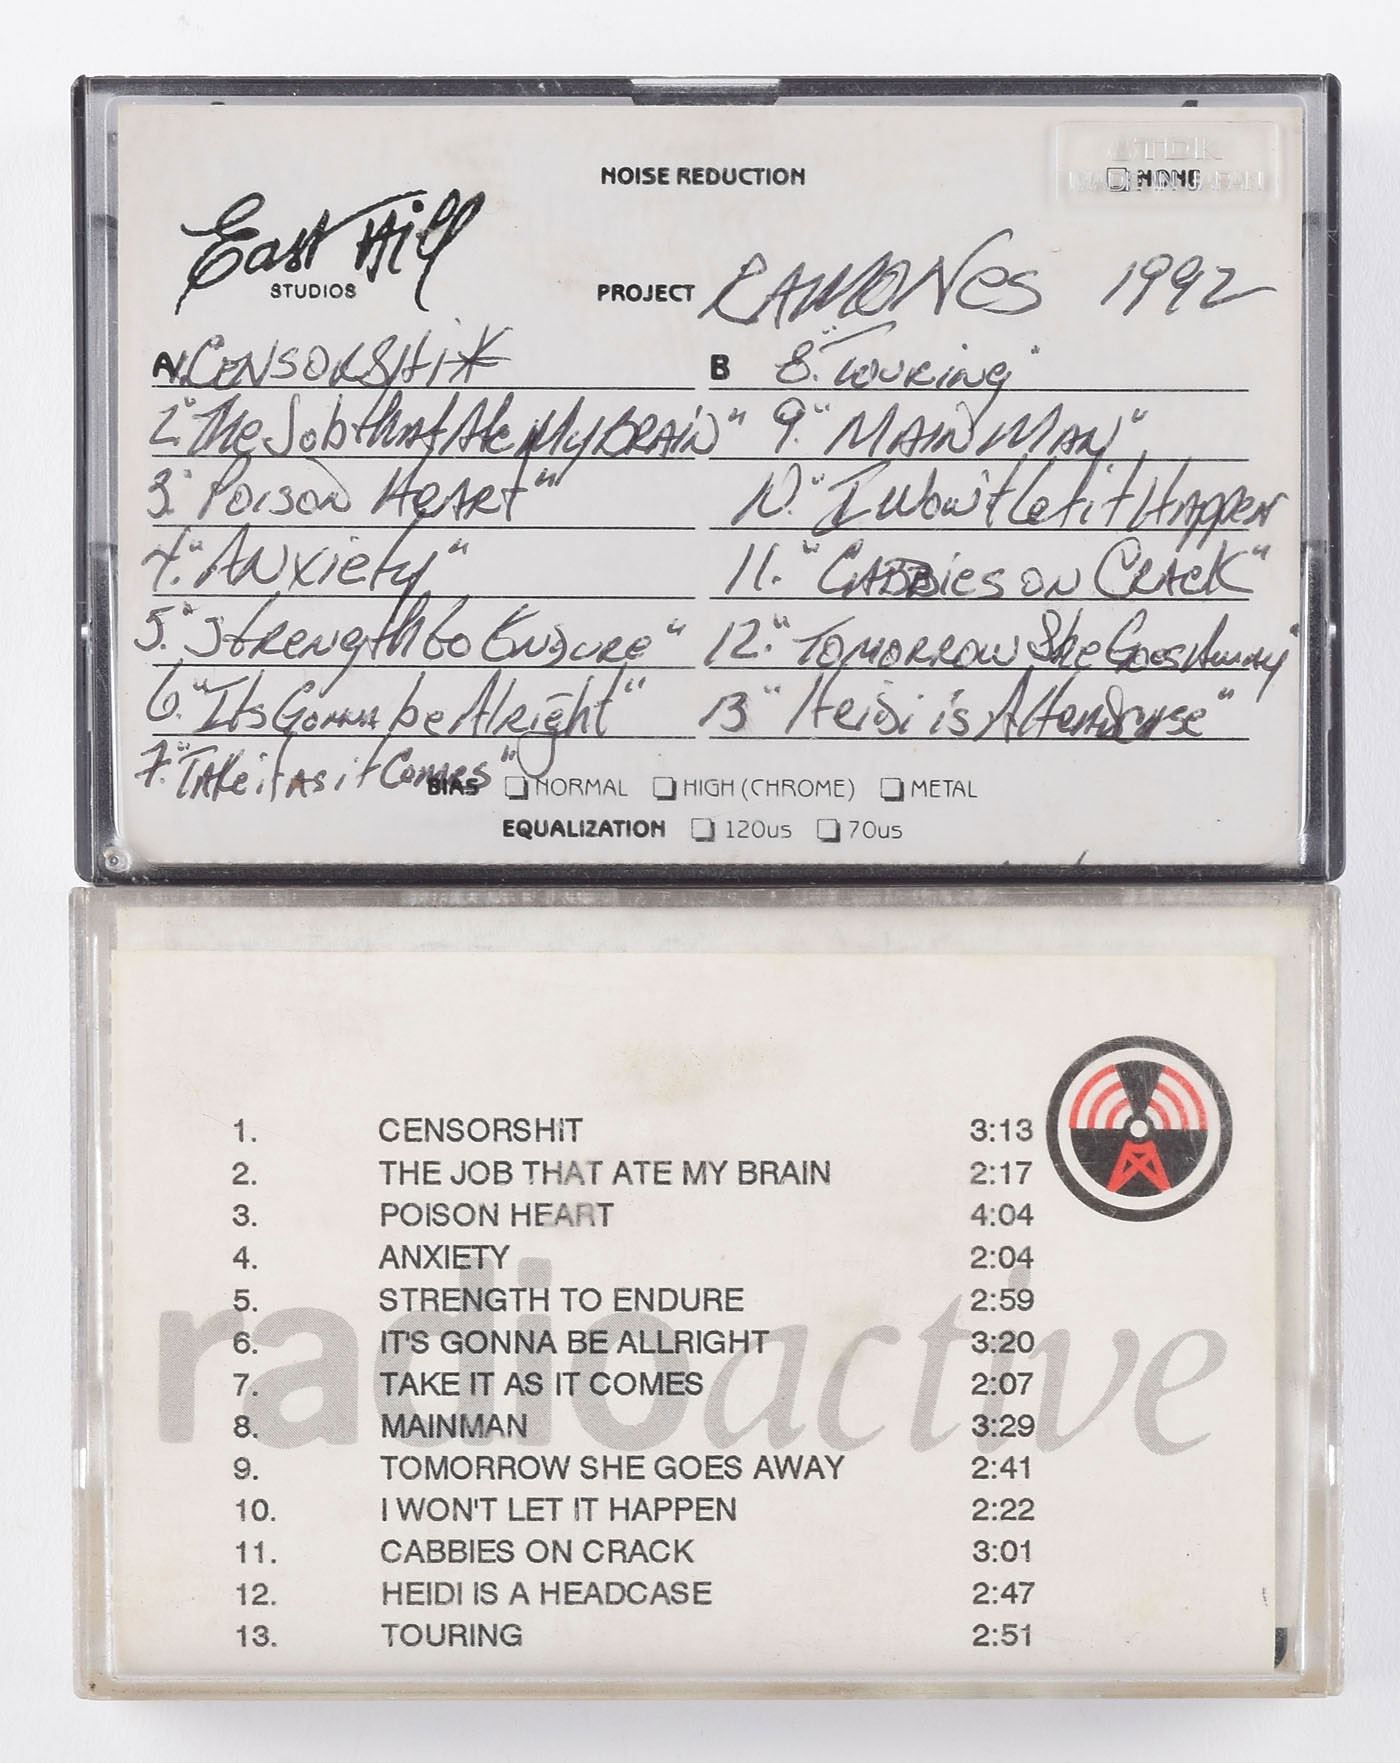 TDK
NOISE REDUCTION
NONE
East Hill
STUDIOS
PROJECT RAMONES 1992
A 1. CENSORSHIT
B 8. "Touring"
2. "The Job that Ate My BRAIN"
9. "MAIN MAN"
3. "Poison HeART"
10. "I Won't Let it Happen
4. "ANxiety"
11. "CABBies on CRACK"
5. "Strength to Endure"
12. "TOMORROW She Goes Away"
6. "Its Gonna be Alright"
13 "Heidi is A Headcase"
7. "TAKe it As it Comes"
BIAS NORMAL HIGH (CHROME) METAL
EQUALIZATION 120us 70us
1. CENSORSHIT 3:13
2. THE JOB THAT ATE MY BRAIN 2:17
3. POISON HEART 4:04
4. ANXIETY 2:04
5. STRENGTH TO ENDURE 2:59
6. IT'S GONNA BE ALLRIGHT 3:20
7. TAKE IT AS IT COMES 2:07
8. MAINMAN 3:29
9. TOMORROW SHE GOES AWAY 2:41
10. I WON'T LET IT HAPPEN 2:22
11. CABBIES ON CRACK 3:01
12. HEIDI IS A HEADCASE 2:47
13. TOURING 2:51
radioactive